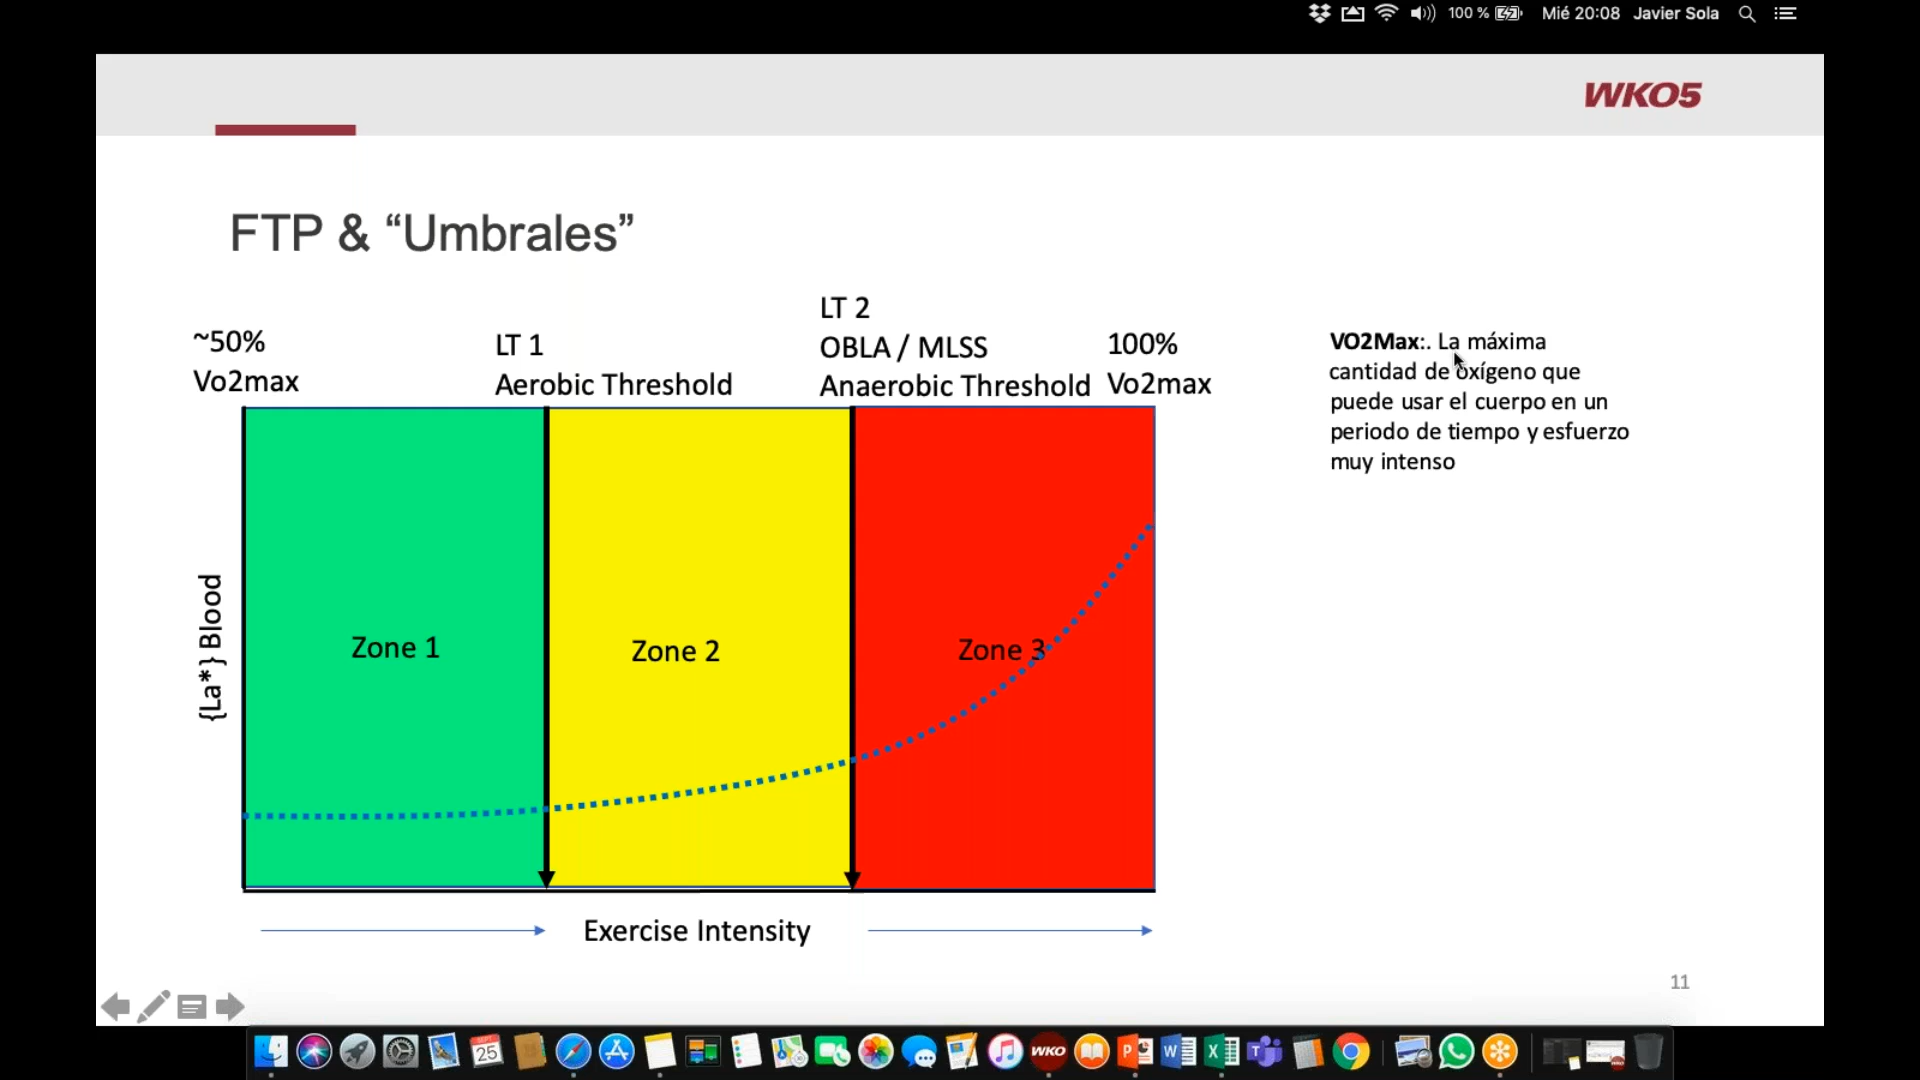 100 % Mié 20:08 Javier Sola
WKO5
FTP & “Umbrales”
~50%
Vo2max
LT 1
Aerobic Threshold
LT 2
OBLA / MLSS
Anaerobic Threshold
100%
Vo2max
VO2Max:. La máxima
cantidad de oxígeno que
puede usar el cuerpo en un
periodo de tiempo y esfuerzo
muy intenso
{La*} Blood
Zone 1
Zone 2
Zone 3
Exercise Intensity
11
25
WKO